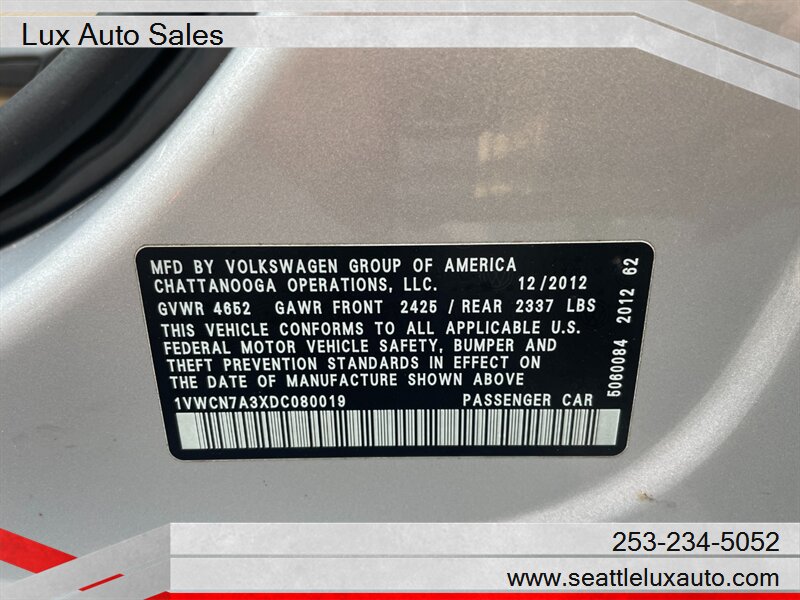 Lux Auto Sales
MFD BY VOLKSWAGEN GROUP OF AMERICA
CHATTANOOGA OPERATIONS, LLC. 12/2012
GVWR 4652 GAWR FRONT 2425 / REAR 2337 LBS
THIS VEHICLE CONFORMS TO ALL APPLICABLE U.S.
FEDERAL MOTOR VEHICLE SAFETY, BUMPER AND
THEFT PREVENTION STANDARDS IN EFFECT ON
THE DATE OF MANUFACTURE SHOWN ABOVE
1VWCN7A3XDC080019 PASSENGER CAR
5060084 2012 62
253-234-5052
www.seattleluxauto.com